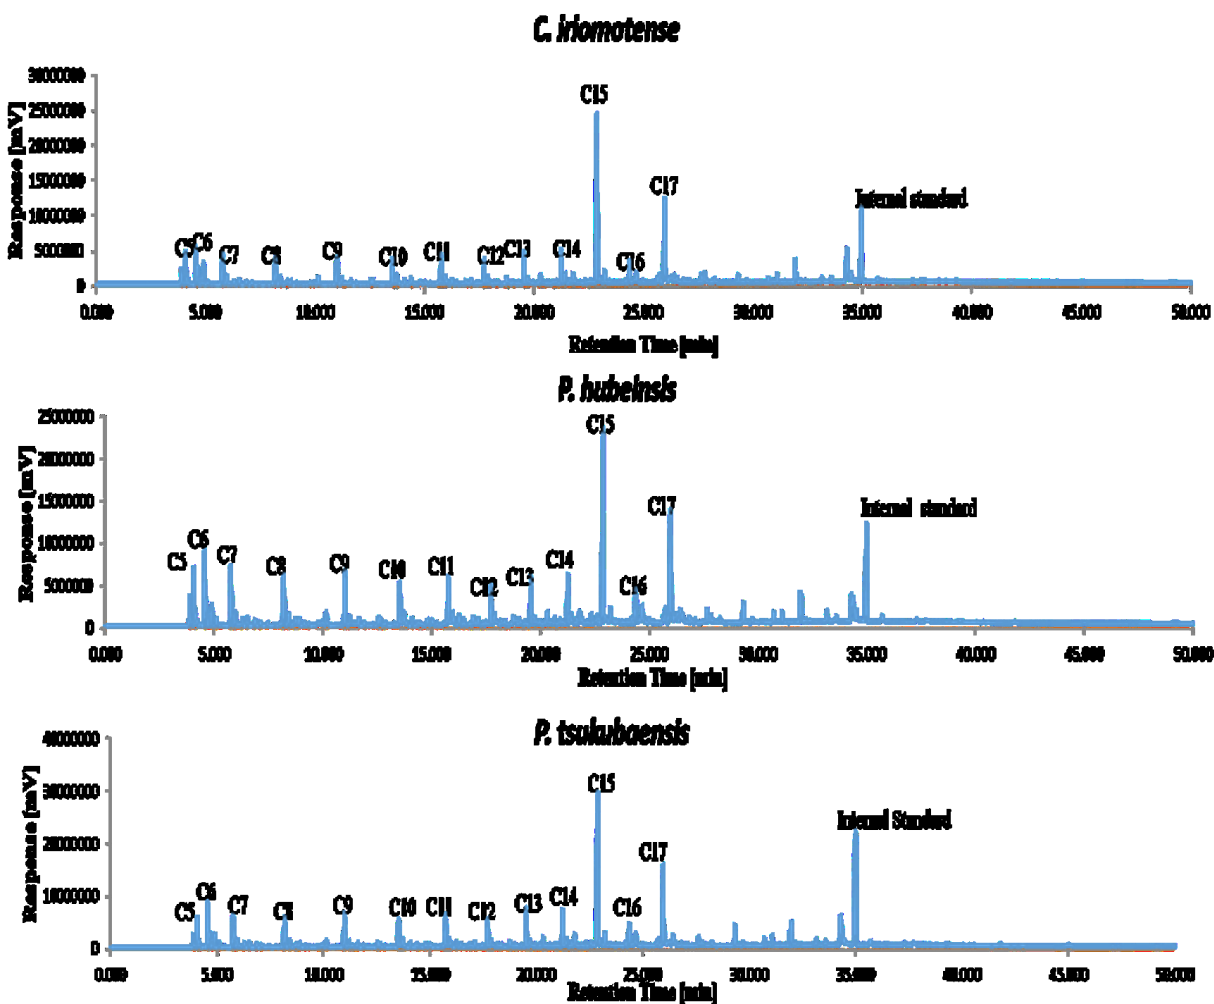 C. iriomotense
30000000
25000000
20000000
15000000
10000000
5000000
0
Response [mV]
C5 C6 C7 C8 C9 C10 C11 C12 C13 C14 C15 C16 C17 Internal standard
0.000 5.000 10.000 15.000 20.000 25.000 30.000 35.000 40.000 45.000 50.000
Retention Time [min]
P. hubeinsis
25000000
20000000
15000000
10000000
5000000
0
Response [mV]
C5 C6 C7 C8 C9 C10 C11 C12 C13 C14 C15 C16 C17 Internal standard
0.000 5.000 10.000 15.000 20.000 25.000 30.000 35.000 40.000 45.000 50.000
Retention Time [min]
P. tsukubaensis
40000000
30000000
20000000
10000000
0
Response [mV]
C5 C6 C7 C8 C9 C10 C11 C12 C13 C14 C15 C16 C17 Internal Standard
0.000 5.000 10.000 15.000 20.000 25.000 30.000 35.000 40.000 45.000 50.000
Retention Time [min]